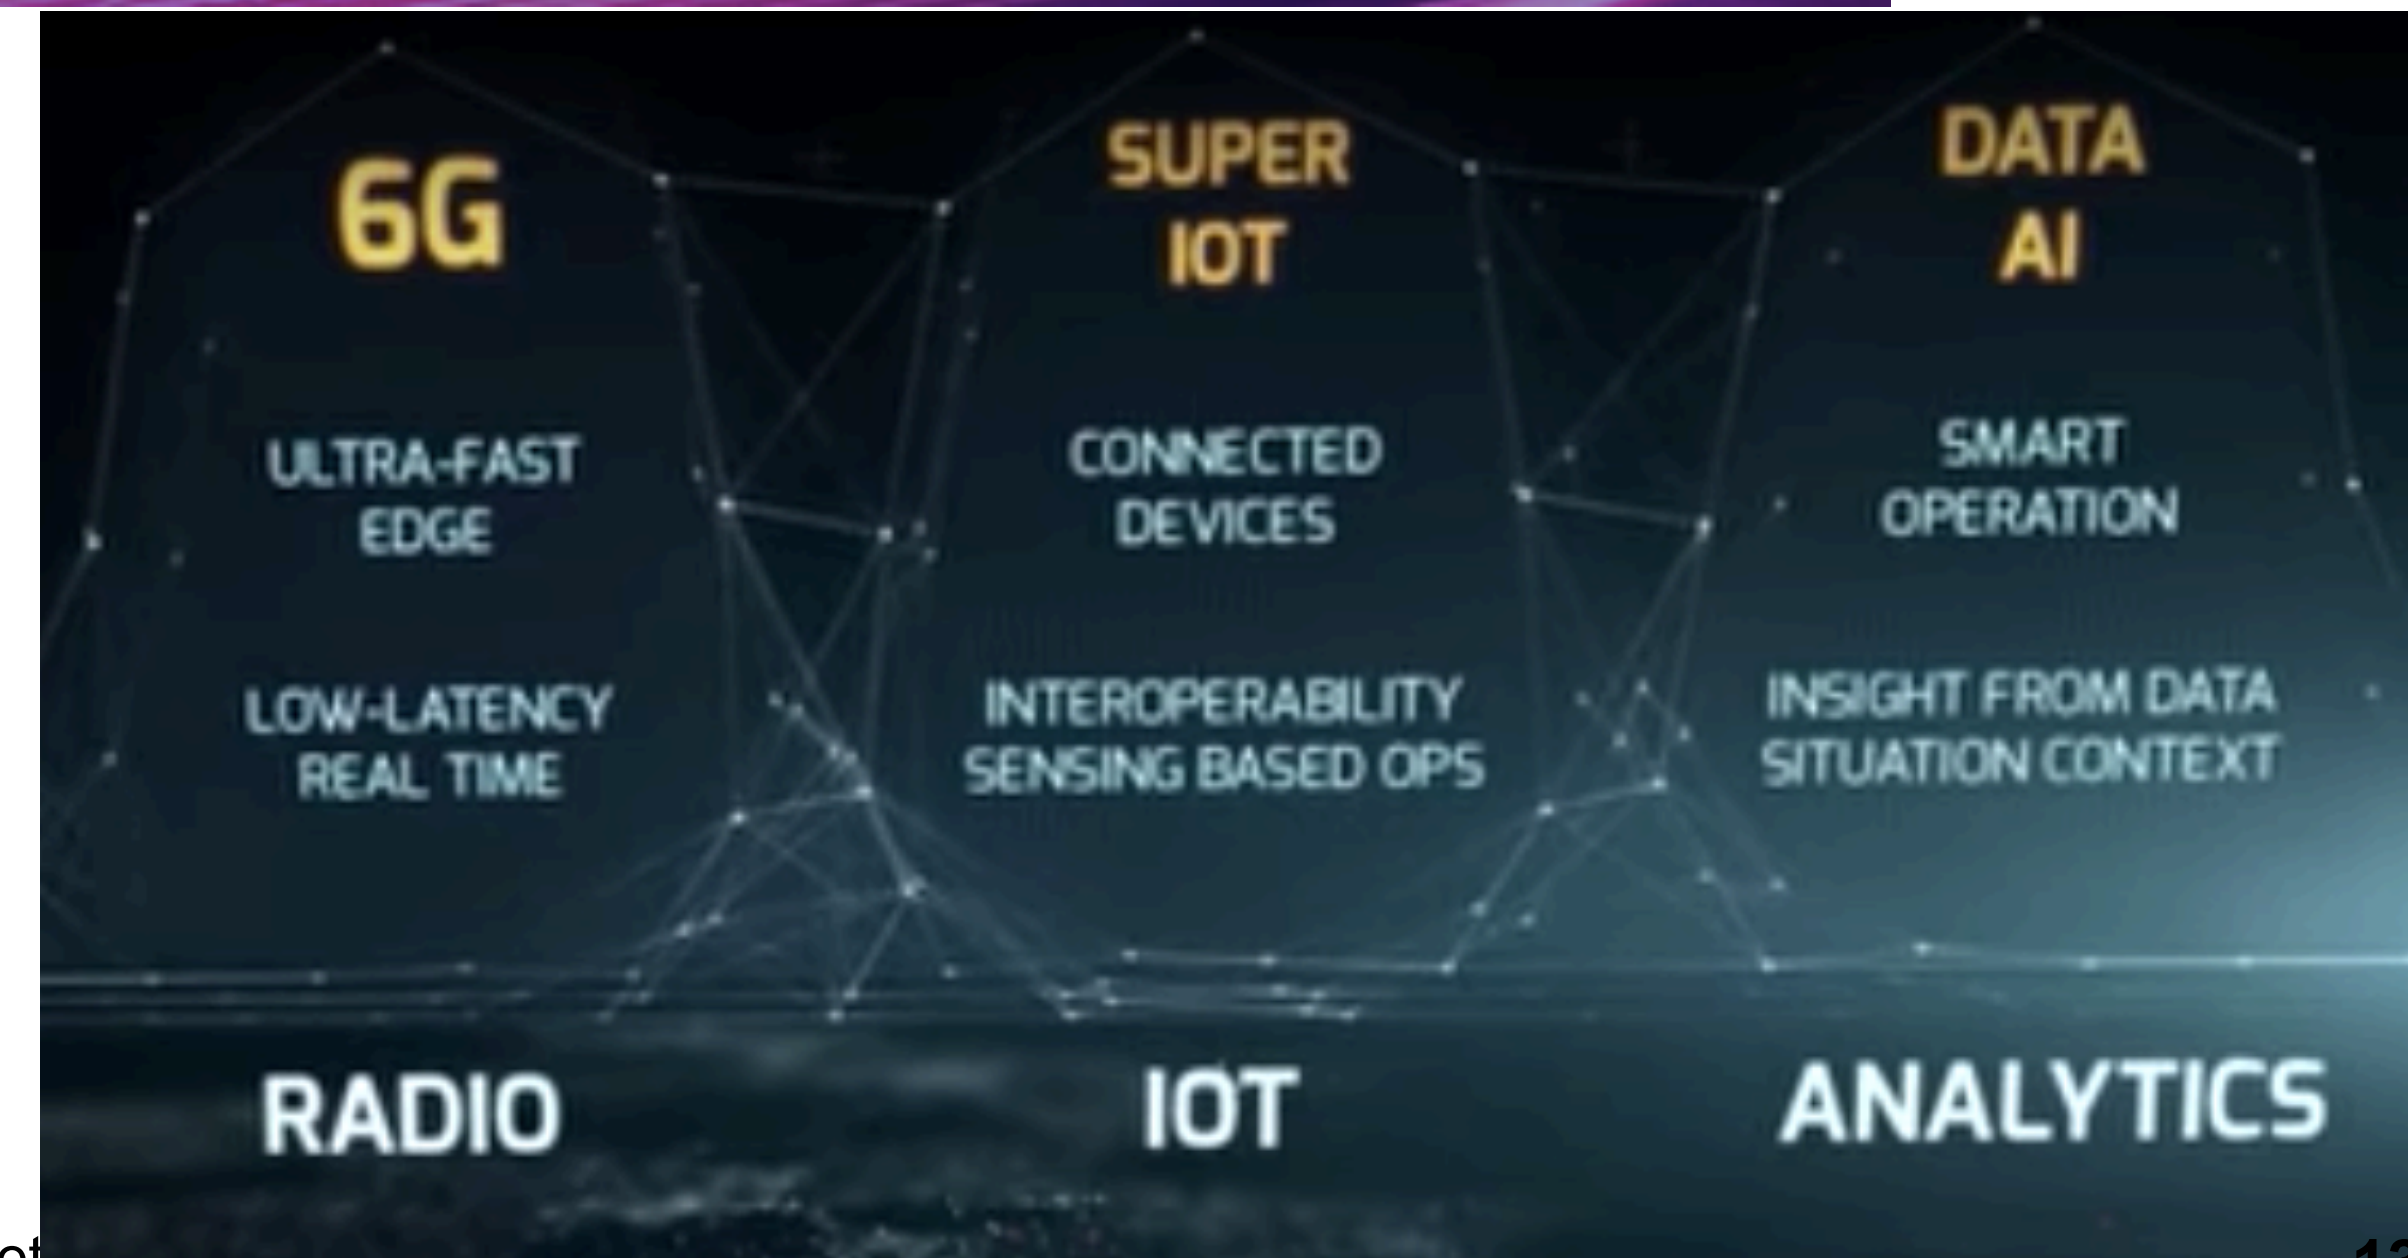 6G
ULTRA-FAST
EDGE
LOW-LATENCY
REAL TIME
RADIO
SUPER
IOT
CONNECTED
DEVICES
INTEROPERABILITY
SENSING BASED OPS
IOT
DATA
AI
SMART
OPERATION
INSIGHT FROM DATA
SITUATION CONTEXT
ANALYTICS